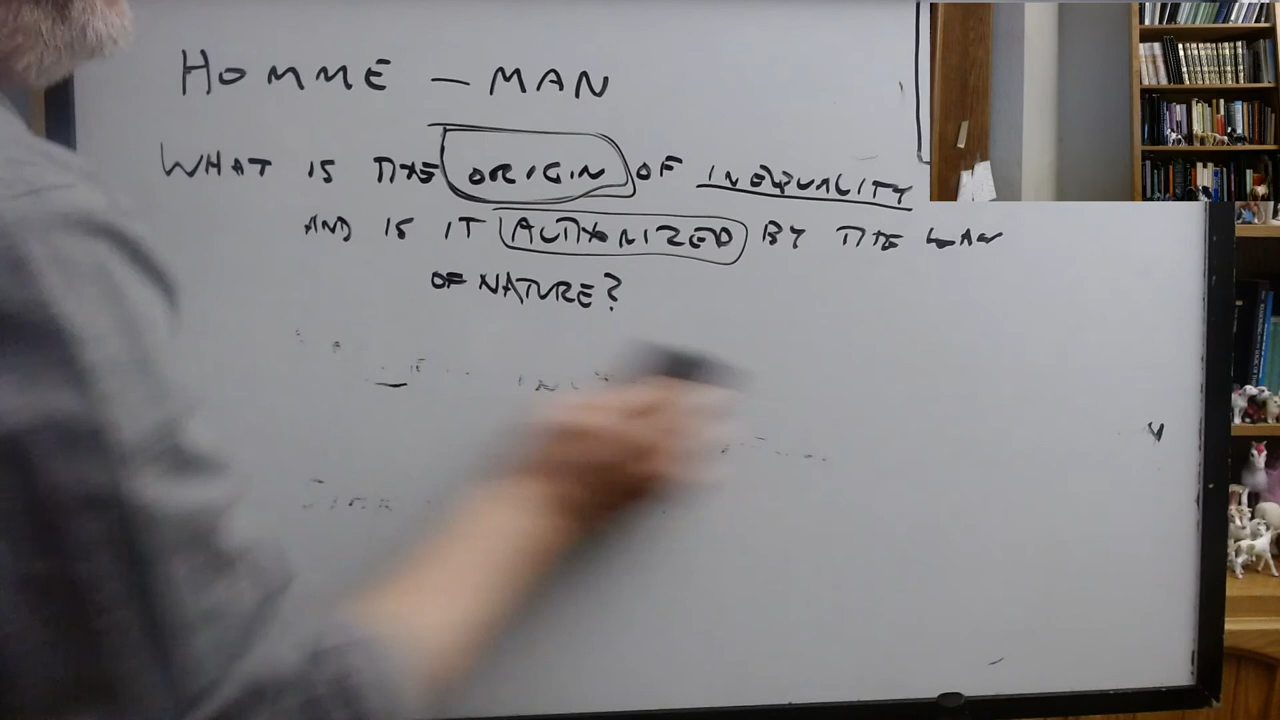 HOMME – MAN
WHAT IS THE ORIGIN OF INEQUALITY
AND IS IT AUTHORIZED BY THE LAW
OF NATURE?